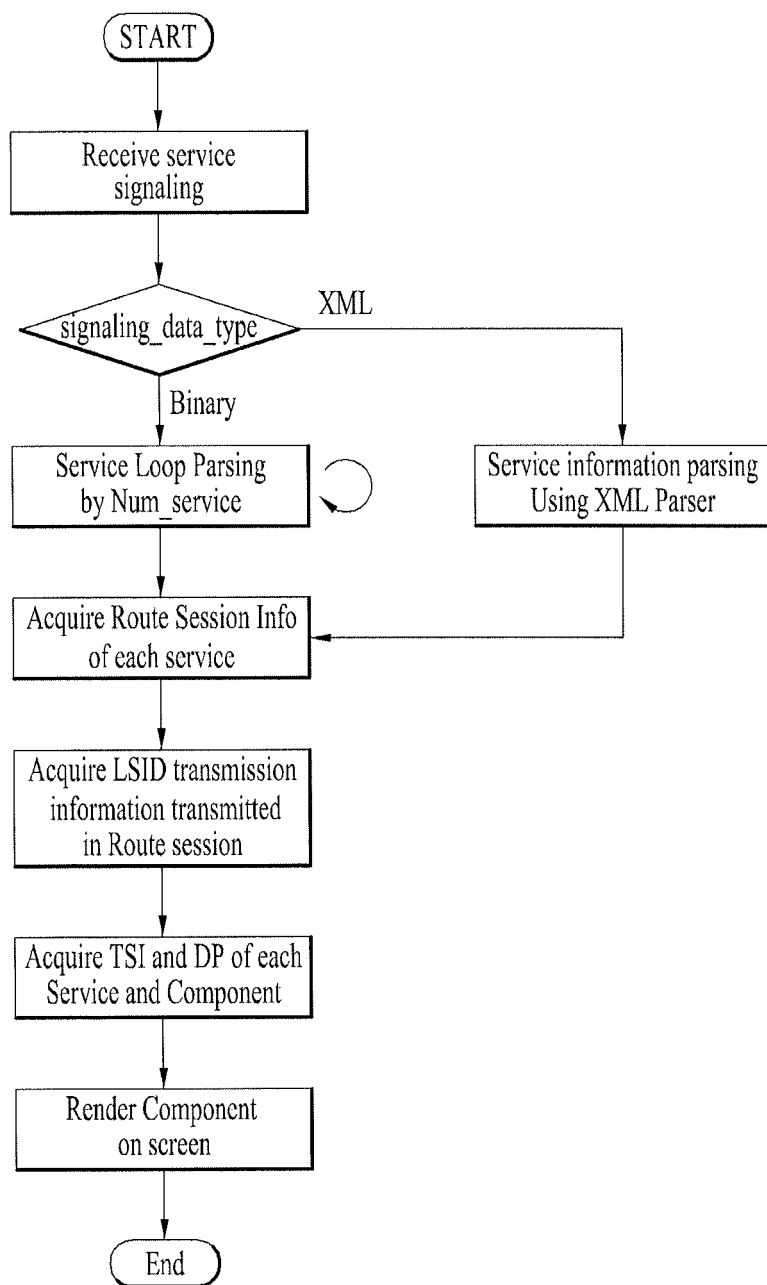 START
Receive service
signaling
signaling_data_type
XML
Binary
Service Loop Parsing
by Num_service
Service information parsing
Using XML Parser
Acquire Route Session Info
of each service
Acquire LSID transmission
information transmitted
in Route session
Acquire TSI and DP of each
Service and Component
Render Component
on screen
End